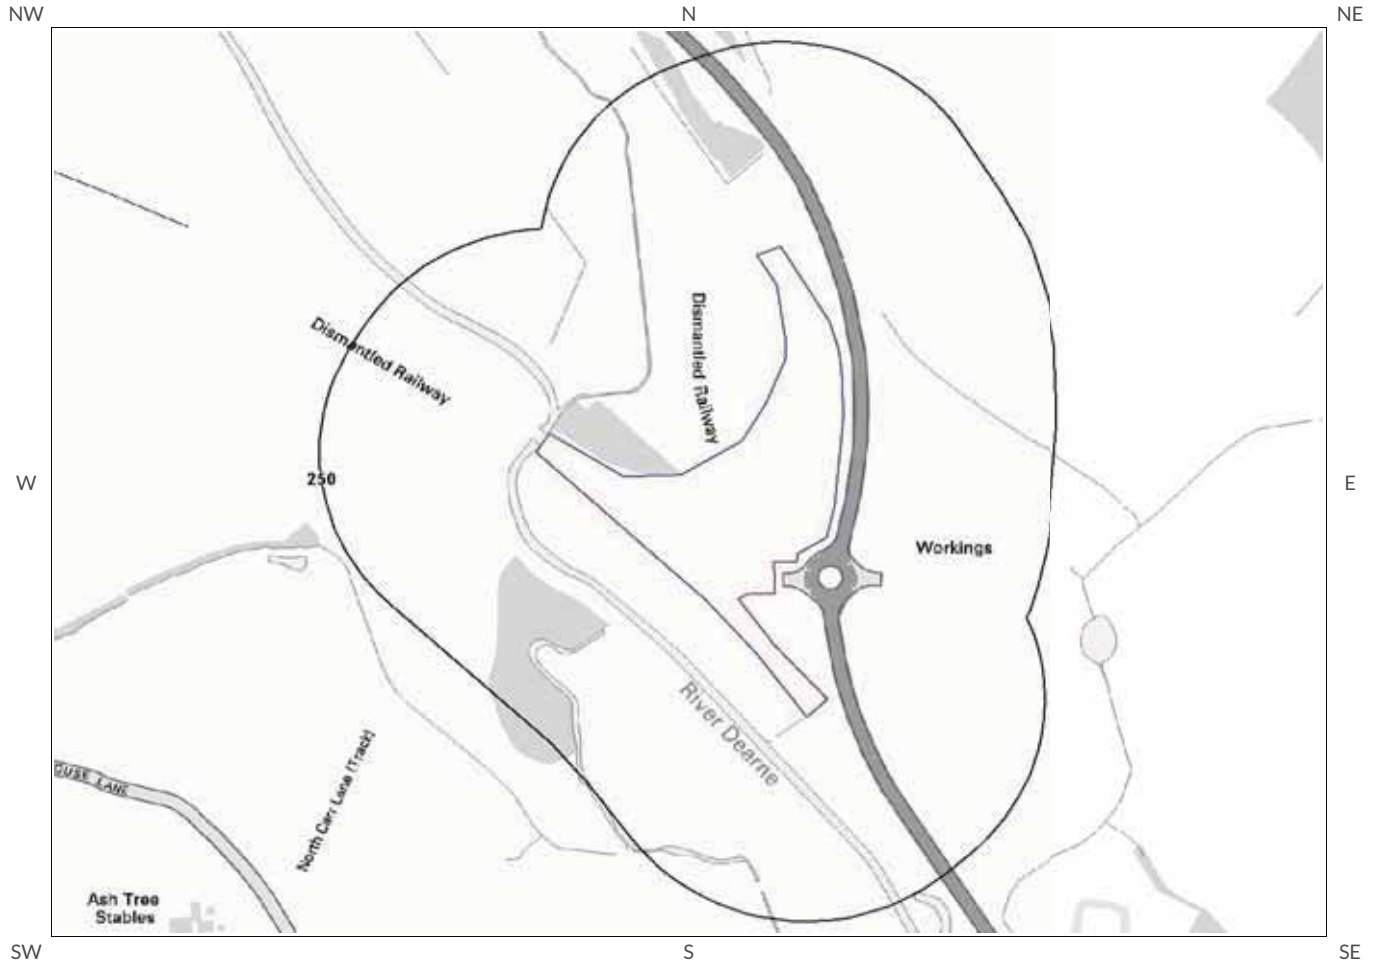 NW
N
NE
Dismantled Railway
Dismantled Railway
W
250
E
Workings
River Dearne
North Carr Lane (Track)
OUSE LANE
Ash Tree
Stables
SW
S
SE